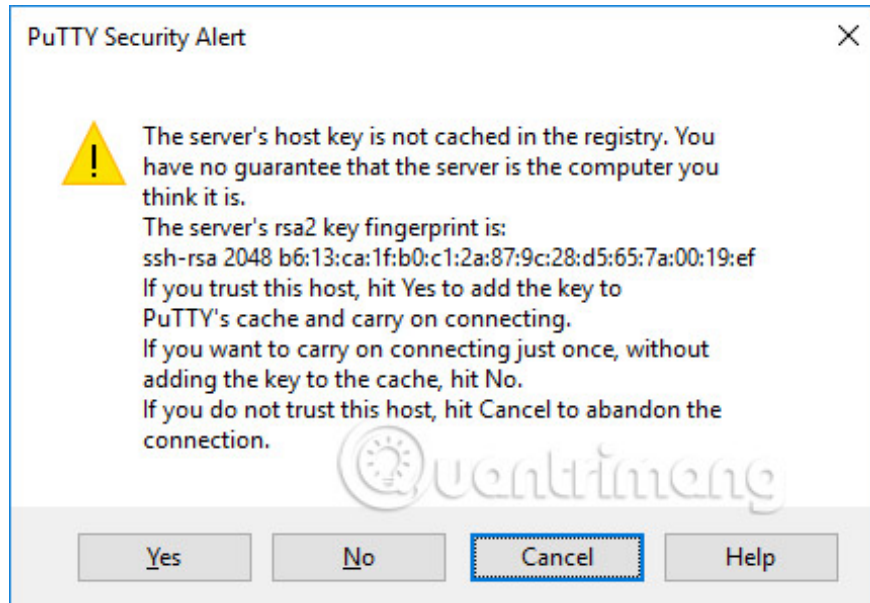 PuTTY Security Alert
The server's host key is not cached in the registry. You
have no guarantee that the server is the computer you
think it is.
The server's rsa2 key fingerprint is:
ssh-rsa 2048 b6:13:ca:1f:b0:c1:2a:87:9c:28:d5:65:7a:00:19:ef
If you trust this host, hit Yes to add the key to
PuTTY's cache and carry on connecting.
If you want to carry on connecting just once, without
adding the key to the cache, hit No.
If you do not trust this host, hit Cancel to abandon the
connection.
Quantrimang
Yes No Cancel Help